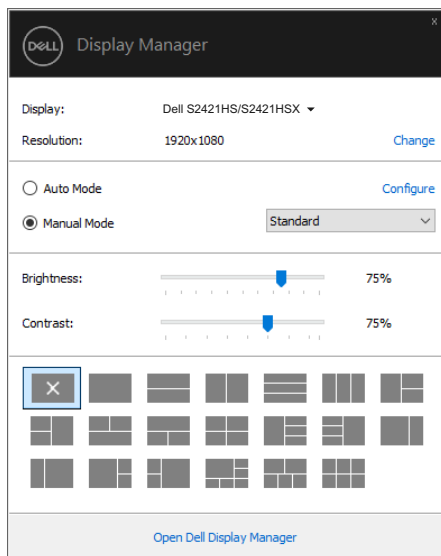 x
DELL Display Manager
Display: Dell S2421HS/S2421HSX
Resolution: 1920x1080 Change
Auto Mode Configure
Manual Mode Standard
Brightness: 75%
Contrast: 75%
Open Dell Display Manager